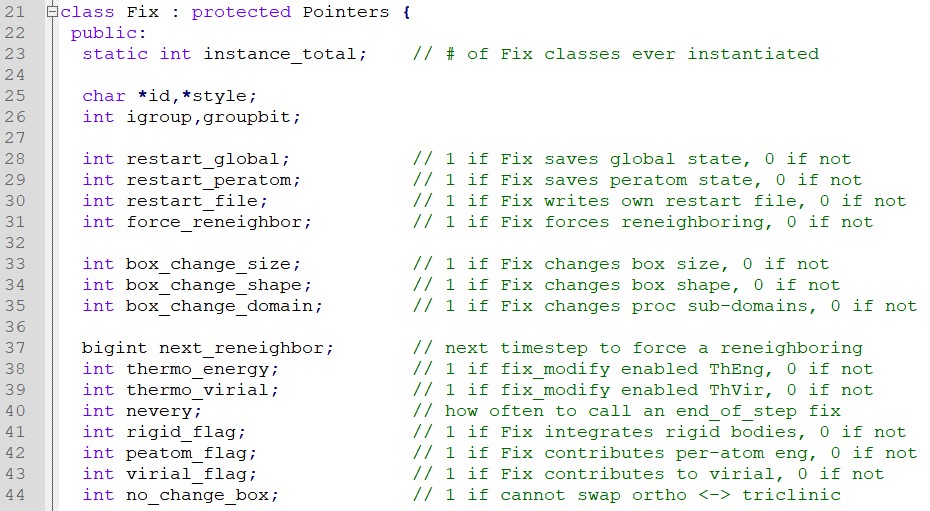 21 class Fix : protected Pointers {
22 public:
23 static int instance_total; // # of Fix classes ever instantiated
24
25 char *id,*style;
26 int igroup,groupbit;
27
28 int restart_global; // 1 if Fix saves global state, 0 if not
29 int restart_peratom; // 1 if Fix saves peratom state, 0 if not
30 int restart_file; // 1 if Fix writes own restart file, 0 if not
31 int force_reneighbor; // 1 if Fix forces reneighboring, 0 if not
32
33 int box_change_size; // 1 if Fix changes box size, 0 if not
34 int box_change_shape; // 1 if Fix changes box shape, 0 if not
35 int box_change_domain; // 1 if Fix changes proc sub-domains, 0 if not
36
37 bigint next_reneighbor; // next timestep to force a reneighboring
38 int thermo_energy; // 1 if fix_modify enabled ThEng, 0 if not
39 int thermo_virial; // 1 if fix_modify enabled ThVir, 0 if not
40 int nevery; // how often to call an end_of_step fix
41 int rigid_flag; // 1 if Fix integrates rigid bodies, 0 if not
42 int peatom_flag; // 1 if Fix contributes per-atom eng, 0 if not
43 int virial_flag; // 1 if Fix contributes to virial, 0 if not
44 int no_change_box; // 1 if cannot swap ortho <-> triclinic